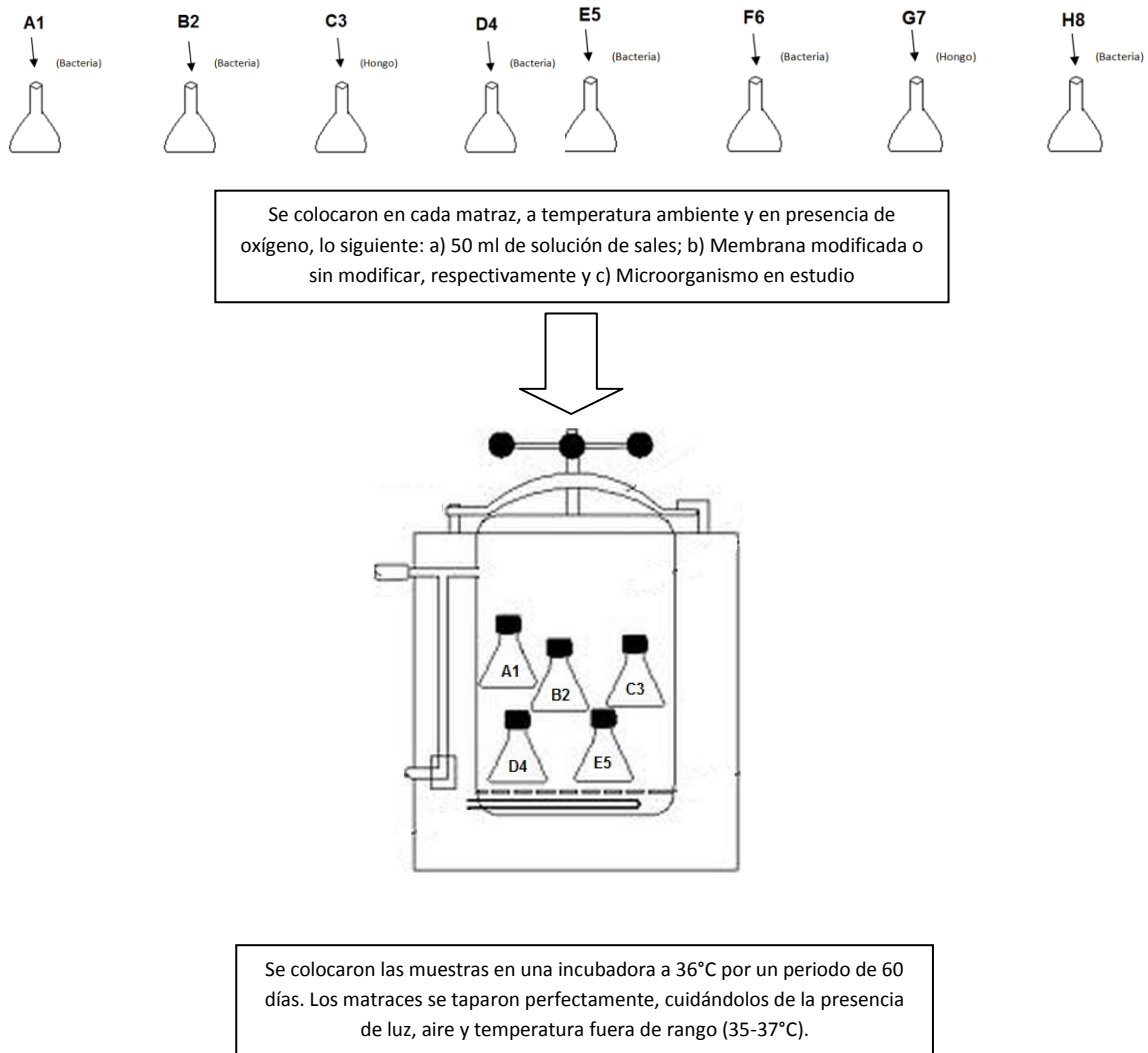 A1 B2 C3 D4 E5 F6 G7 H8
(Bacteria) (Bacteria) (Hongo) (Bacteria) (Bacteria) (Bacteria) (Hongo) (Bacteria)
Se colocaron en cada matraz, a temperatura ambiente y en presencia de
oxígeno, lo siguiente: a) 50 ml de solución de sales; b) Membrana modificada o
sin modificar, respectivamente y c) Microorganismo en estudio
A1
B2
C3
D4
E5
Se colocaron las muestras en una incubadora a 36°C por un periodo de 60
días. Los matraces se taparon perfectamente, cuidándolos de la presencia
de luz, aire y temperatura fuera de rango (35-37°C).